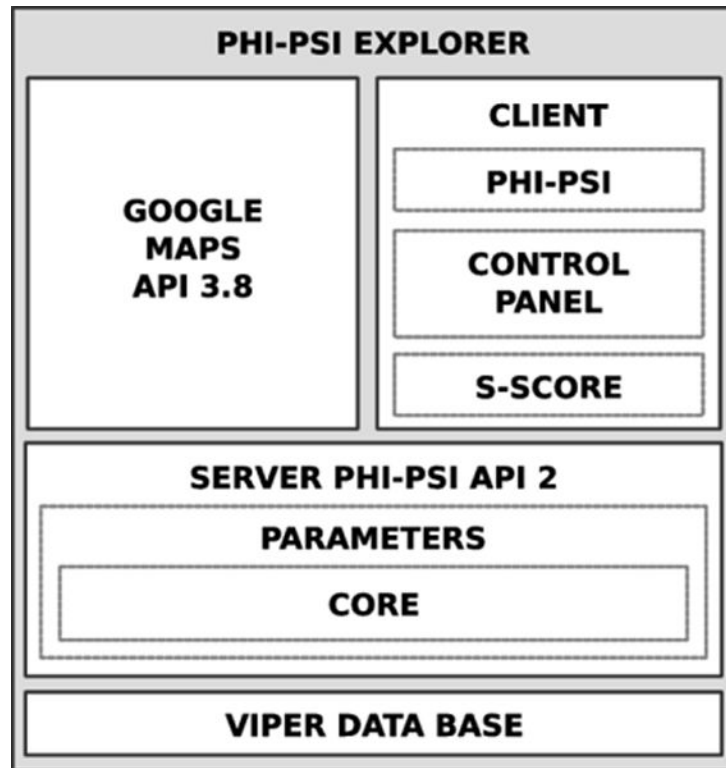 PHI-PSI EXPLORER
GOOGLE
MAPS
API 3.8
CLIENT
PHI-PSI
CONTROL
PANEL
S-SCORE
SERVER PHI-PSI API 2
PARAMETERS
CORE
VIPER DATA BASE